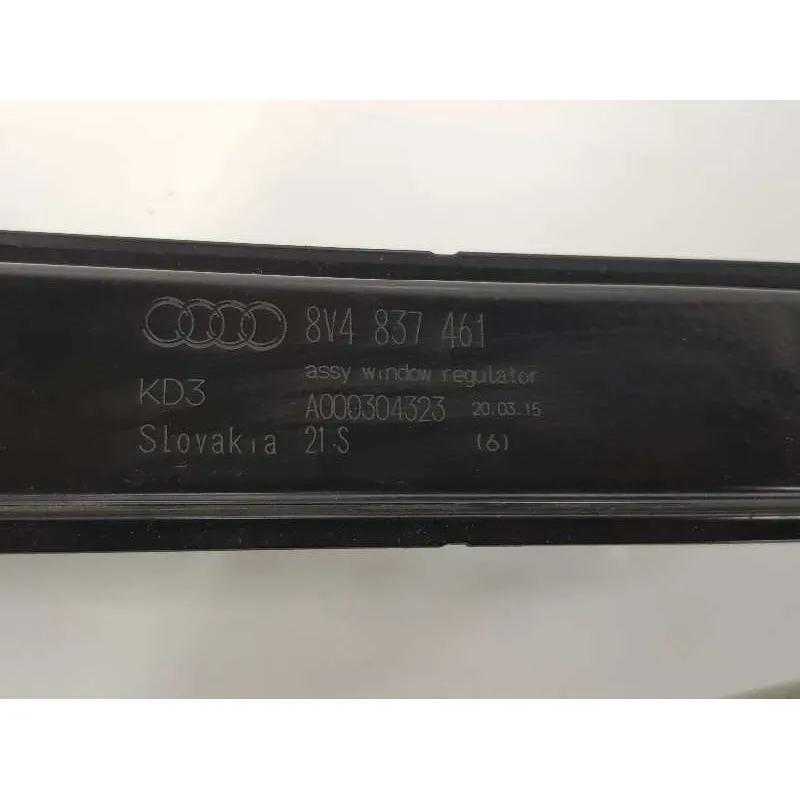 8V4 837 461
assy window regulator
KD3 A000304323 20.03.15
Slovakia 21.S (6)